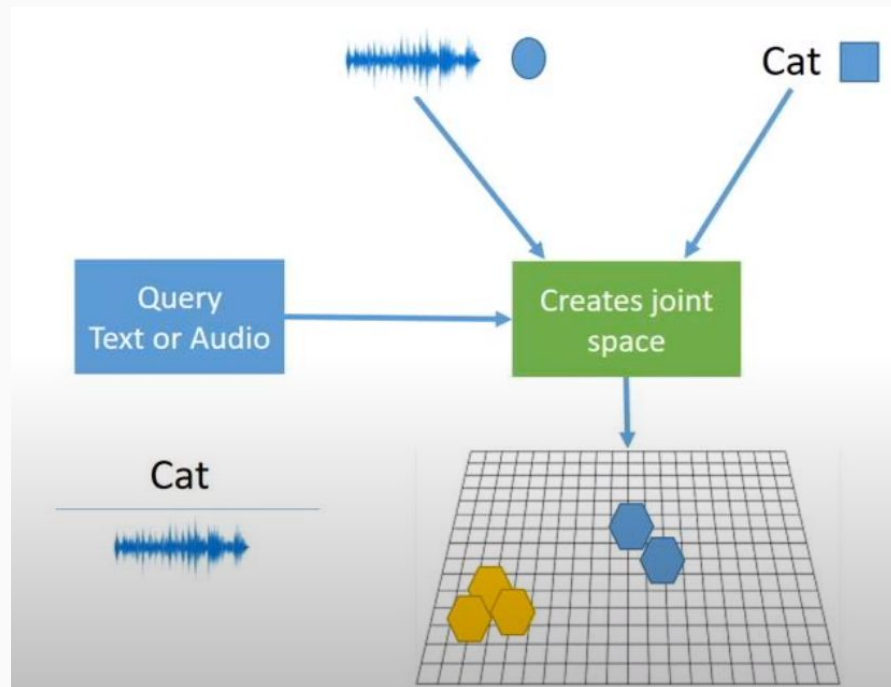 Cat
Query
Text or Audio
Creates joint
space
Cat